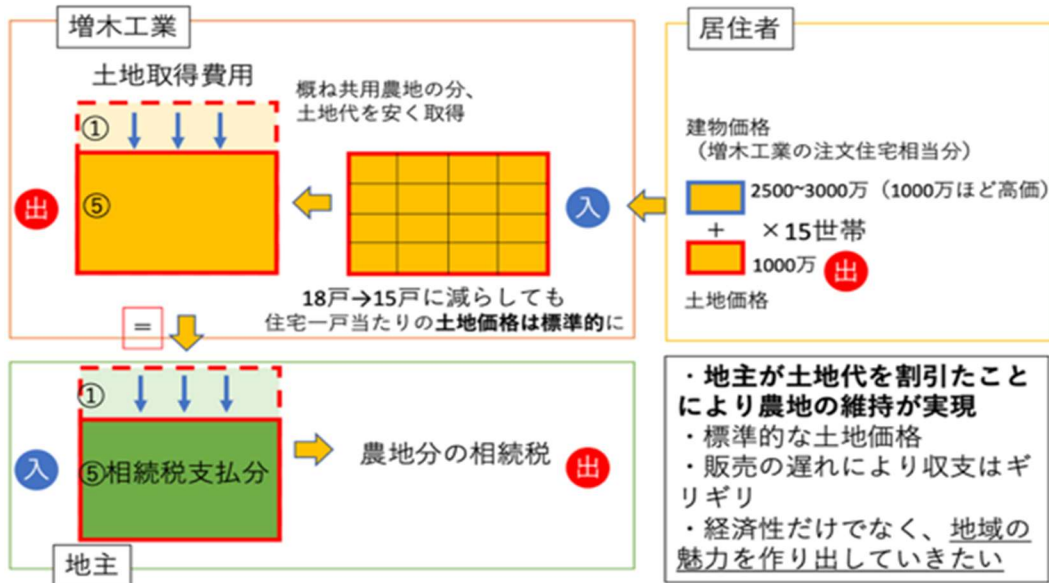 増木工業
土地取得費用
①
概ね共用農地の分、
土地代を安く取得
出
⑤
入
18戸→15戸に減らしても
住宅一戸当たりの土地価格は標準的に
=
居住者
建物価格
（増木工業の注文住宅相当分）
2500~3000万（1000万ほど高価）
+ ×15世帯
1000万
出
土地価格
①
入
⑤相続税支払分
農地分の相続税
出
地主
・地主が土地代を割引たこと
により農地の維持が実現
・標準的な土地価格
・販売の遅れにより収支はギ
リギリ
・経済性だけでなく、地域の
魅力を作り出していきたい